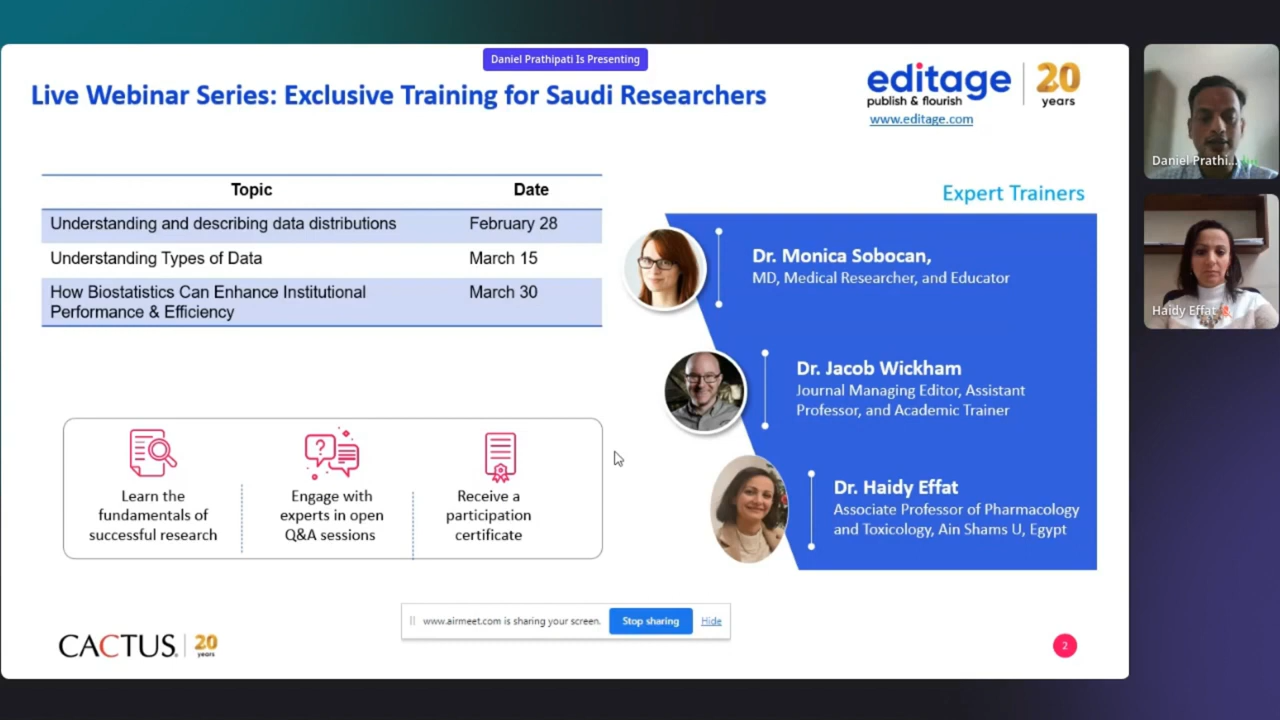 Daniel Prathipati Is Presenting
Live Webinar Series: Exclusive Training for Saudi Researchers
editage
publish & flourish
20
years
www.editage.com
Topic Date
Understanding and describing data distributions February 28
Understanding Types of Data March 15
How Biostatistics Can Enhance Institutional March 30
Performance & Efficiency
Expert Trainers
Dr. Monica Sobocan,
MD, Medical Researcher, and Educator
Dr. Jacob Wickham
Journal Managing Editor, Assistant
Professor, and Academic Trainer
Dr. Haidy Effat
Associate Professor of Pharmacology
and Toxicology, Ain Shams U, Egypt
Learn the
fundamentals of
successful research
Engage with
experts in open
Q&A sessions
Receive a
participation
certificate
www.airmeet.com is sharing your screen.
Stop sharing
Hide
CACTUS.
20
years
2
Daniel Prathi...
Haidy Effat